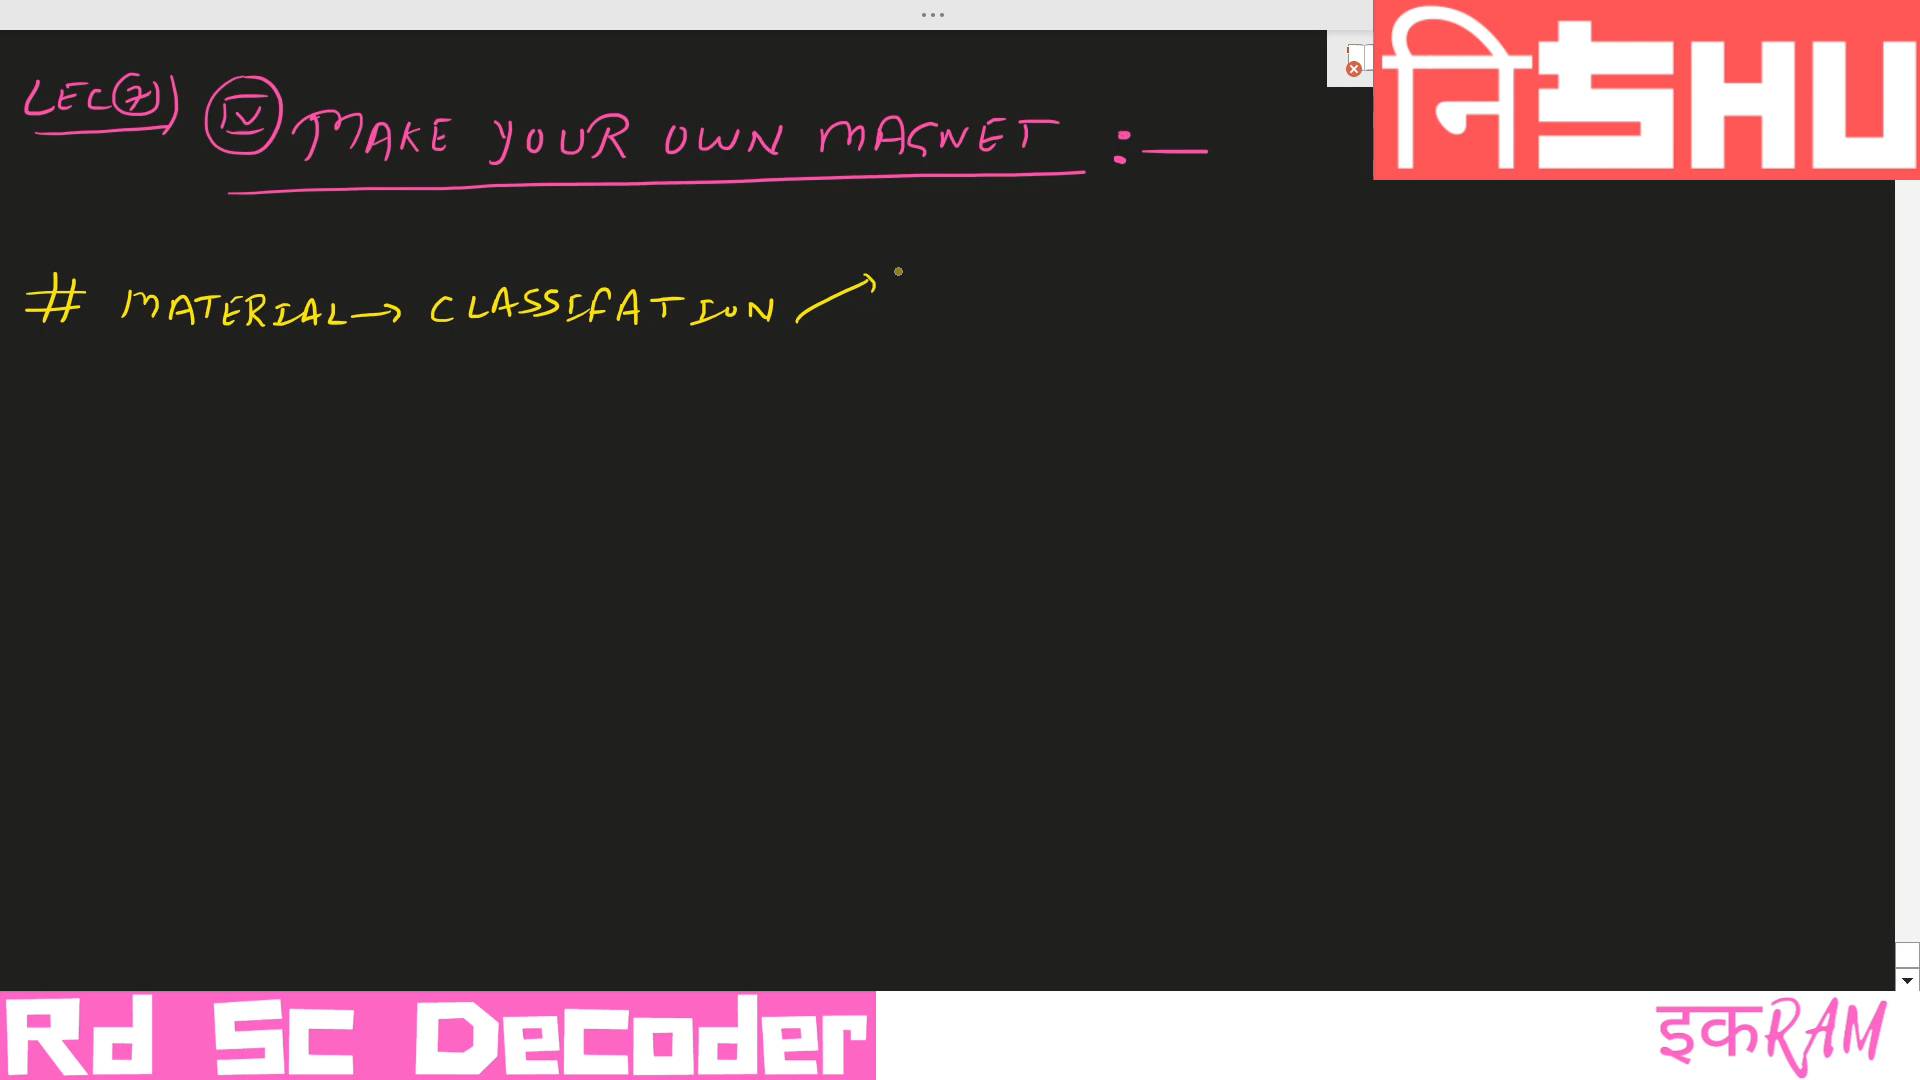 LEC(7) IV MAKE YOUR OWN MAGNET :—
निSHU
# MATERIAL → CLASSIFATION
Rd Sc Decoder
इकRAM